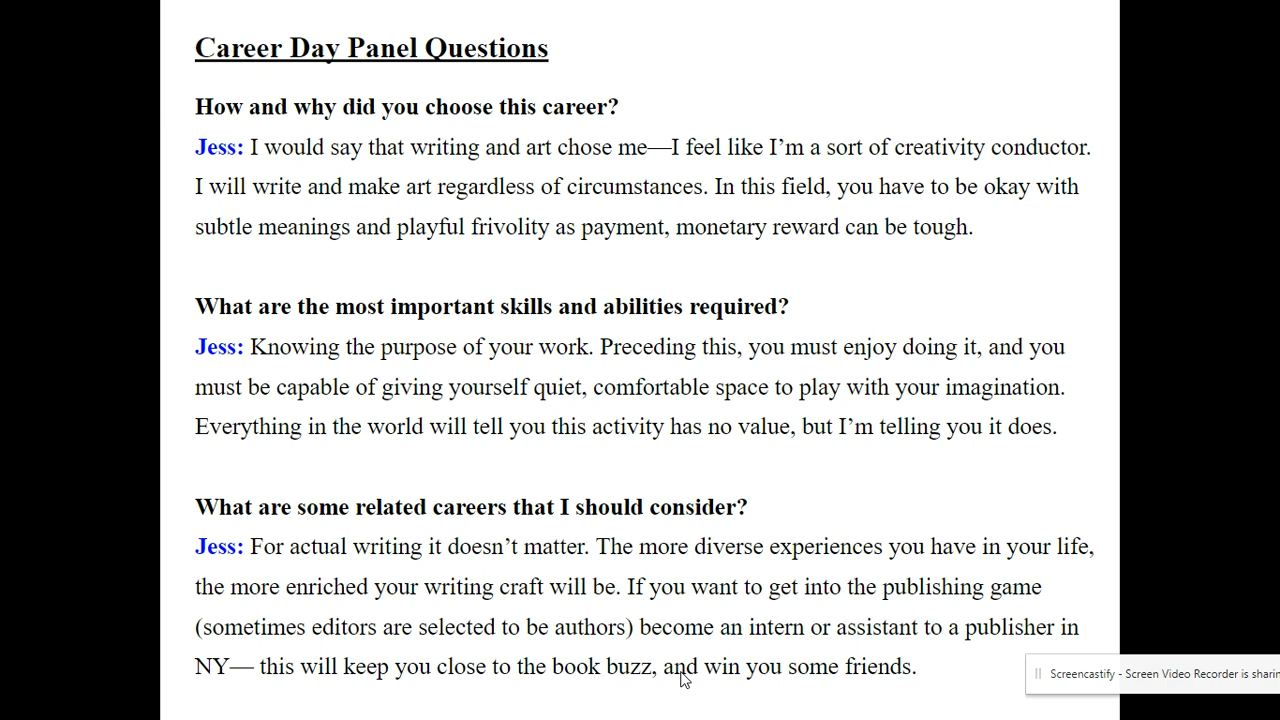 Career Day Panel Questions
How and why did you choose this career?
Jess: I would say that writing and art chose me—I feel like I’m a sort of creativity conductor.
I will write and make art regardless of circumstances. In this field, you have to be okay with
subtle meanings and playful frivolity as payment, monetary reward can be tough.
What are the most important skills and abilities required?
Jess: Knowing the purpose of your work. Preceding this, you must enjoy doing it, and you
must be capable of giving yourself quiet, comfortable space to play with your imagination.
Everything in the world will tell you this activity has no value, but I’m telling you it does.
What are some related careers that I should consider?
Jess: For actual writing it doesn’t matter. The more diverse experiences you have in your life,
the more enriched your writing craft will be. If you want to get into the publishing game
(sometimes editors are selected to be authors) become an intern or assistant to a publisher in
NY— this will keep you close to the book buzz, and win you some friends.
Screencastify - Screen Video Recorder is